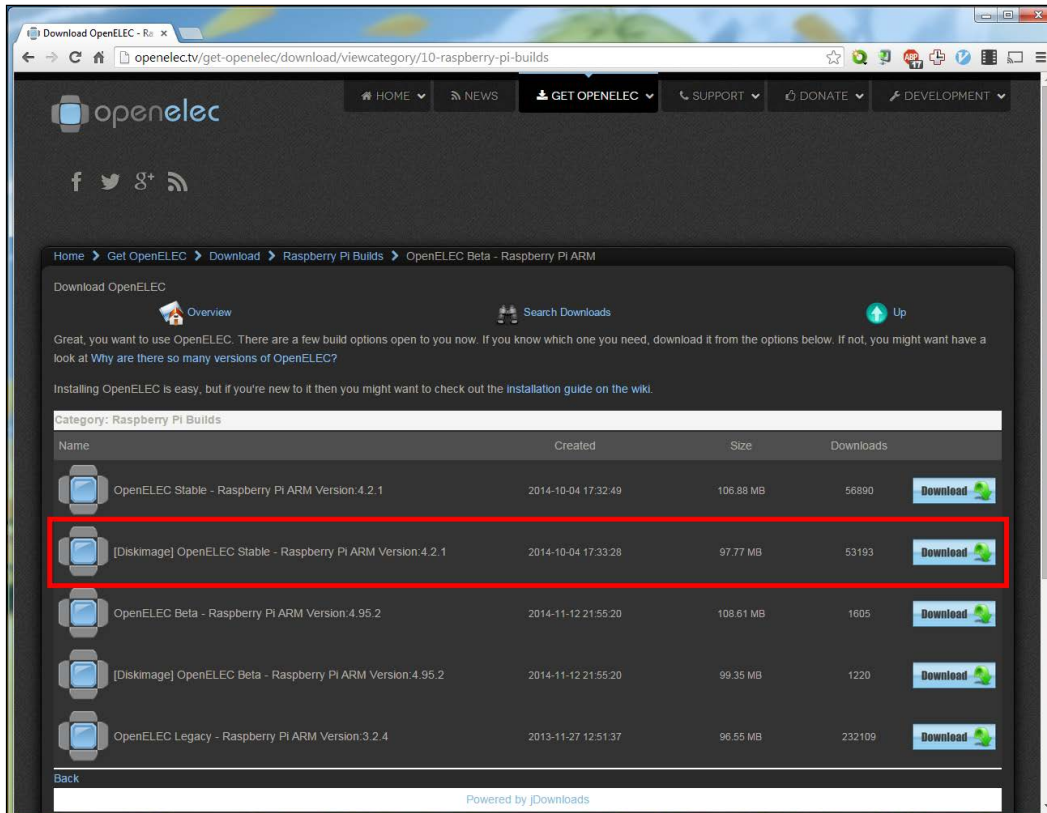 Download OpenELEC - Ra
openelec.tv/get-openelec/download/viewcategory/10-raspberry-pi-builds
ABP
17
openelec
HOME
NEWS
GET OPENELEC
SUPPORT
DONATE
DEVELOPMENT
f
g+
Home > Get OpenELEC > Download > Raspberry Pi Builds > OpenELEC Beta - Raspberry Pi ARM
Download OpenELEC
Overview Search Downloads Up
Great, you want to use OpenELEC. There are a few build options open to you now. If you know which one you need, download it from the options below. If not, you might want have a
look at Why are there so many versions of OpenELEC?
Installing OpenELEC is easy, but if you're new to it then you might want to check out the installation guide on the wiki.
Category: Raspberry Pi Builds
Name Created Size Downloads
OpenELEC Stable - Raspberry Pi ARM Version:4.2.1 2014-10-04 17:32:49 106.88 MB 56890 Download
[Diskimage] OpenELEC Stable - Raspberry Pi ARM Version:4.2.1 2014-10-04 17:33:28 97.77 MB 53193 Download
OpenELEC Beta - Raspberry Pi ARM Version:4.95.2 2014-11-12 21:55:20 108.61 MB 1605 Download
[Diskimage] OpenELEC Beta - Raspberry Pi ARM Version:4.95.2 2014-11-12 21:55:20 99.35 MB 1220 Download
OpenELEC Legacy - Raspberry Pi ARM Version:3.2.4 2013-11-27 12:51:37 96.55 MB 232109 Download
Back
Powered by jDownloads